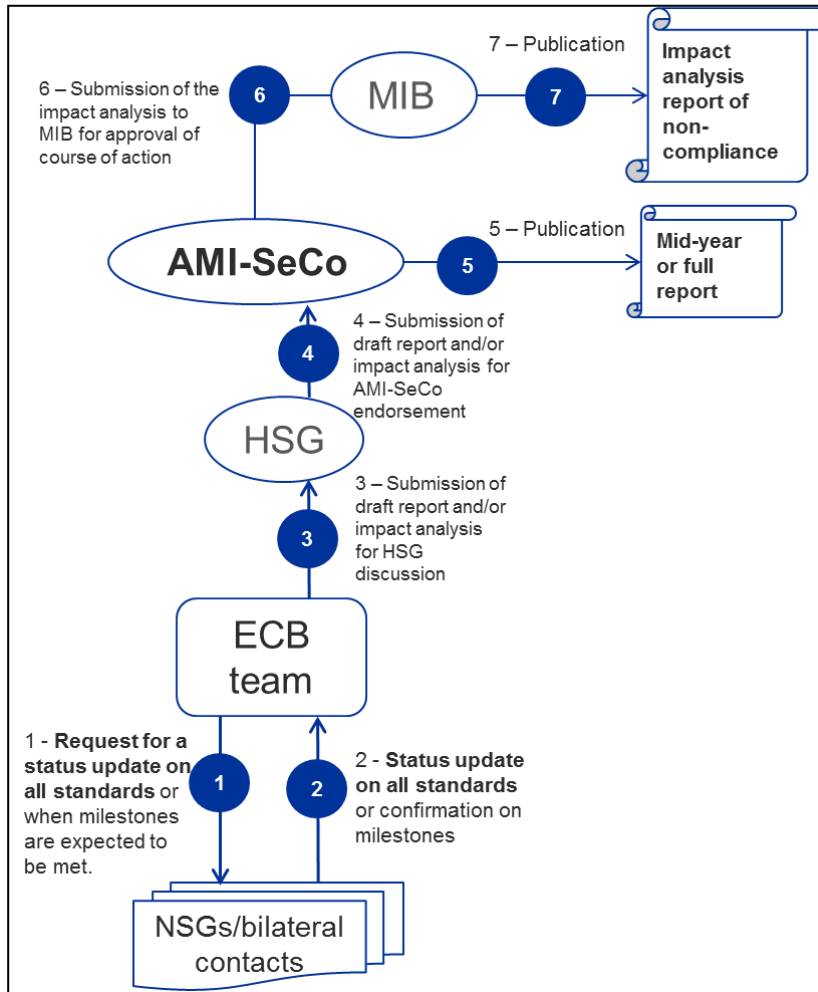 7 – Publication
Impact
analysis
report of
non-
compliance
6 – Submission of the
impact analysis to
MIB for approval of
course of action
6
MIB
7
5 – Publication
Mid-year
or full
report
AMI-SeCo
5
4 – Submission of
draft report and/or
impact analysis for
AMI-SeCo
endorsement
4
HSG
3 – Submission of
draft report and/or
impact analysis
for HSG
discussion
3
ECB
team
1 - Request for a
status update on
all standards or
when milestones
are expected to
be met.
1
2
2 - Status update
on all standards
or confirmation on
milestones
NSGs/bilateral
contacts